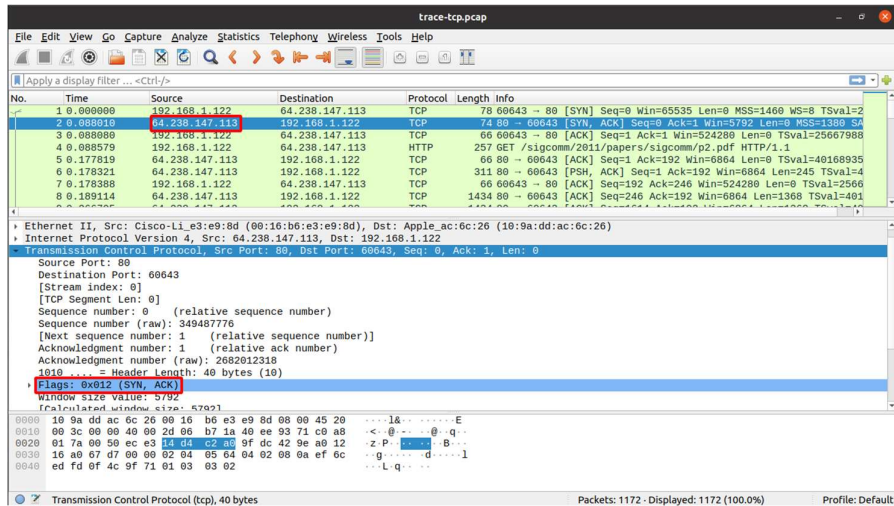 trace-tcp.pcap
File Edit View Go Capture Analyze Statistics Telephony Wireless Tools Help
Apply a display filter … <Ctrl-/>
No. Time Source Destination Protocol Length Info
1 0.000000 192.168.1.122 64.238.147.113 TCP 78 60643 → 80 [SYN] Seq=0 Win=65535 Len=0 MSS=1460 WS=8 TSval=2
2 0.088010 64.238.147.113 192.168.1.122 TCP 74 80 → 60643 [SYN, ACK] Seq=0 Ack=1 Win=5792 Len=0 MSS=1380 SA
3 0.088080 192.168.1.122 64.238.147.113 TCP 66 60643 → 80 [ACK] Seq=1 Ack=1 Win=524280 Len=0 TSval=25667988
4 0.088579 192.168.1.122 64.238.147.113 HTTP 257 GET /sigcomm/2011/papers/sigcomm/p2.pdf HTTP/1.1
5 0.177819 64.238.147.113 192.168.1.122 TCP 66 80 → 60643 [ACK] Seq=1 Ack=192 Win=6864 Len=0 TSval=40168935
6 0.178321 64.238.147.113 192.168.1.122 TCP 311 80 → 60643 [PSH, ACK] Seq=1 Ack=192 Win=6864 Len=245 TSval=4
7 0.178388 192.168.1.122 64.238.147.113 TCP 66 60643 → 80 [ACK] Seq=192 Ack=246 Win=524280 Len=0 TSval=2566
8 0.189114 64.238.147.113 192.168.1.122 TCP 1434 80 → 60643 [ACK] Seq=246 Ack=192 Win=6864 Len=1368 TSval=401
Ethernet II, Src: Cisco-Li_e3:e9:8d (00:16:b6:e3:e9:8d), Dst: Apple_ac:6c:26 (10:9a:dd:ac:6c:26)
Internet Protocol Version 4, Src: 64.238.147.113, Dst: 192.168.1.122
Transmission Control Protocol, Src Port: 80, Dst Port: 60643, Seq: 0, Ack: 1, Len: 0
Source Port: 80
Destination Port: 60643
[Stream index: 0]
[TCP Segment Len: 0]
Sequence number: 0 (relative sequence number)
Sequence number (raw): 349487776
[Next sequence number: 1 (relative sequence number)]
Acknowledgment number: 1 (relative ack number)
Acknowledgment number (raw): 2682012318
1010 .... = Header Length: 40 bytes (10)
Flags: 0x012 (SYN, ACK)
Window size value: 5792
[Calculated window size: 5792]
0000 10 9a dd ac 6c 26 00 16 b6 e3 e9 8d 08 00 45 20 ····l&·· ······E
0010 00 3c 00 00 40 00 2d 06 b7 1a 40 ee 93 71 c0 a8 ·<··@·-· ··@··q··
0020 01 7a 00 50 ec e3 14 d4 c2 a0 9f dc 42 9e a0 12 ·z·P···· ····B···
0030 16 a0 67 d7 00 00 02 04 05 64 04 02 08 0a ef 6c ··g····· ·d·····l
0040 ed fd 0f 4c 9f 71 01 03 03 02 ···L·q·· ··
Transmission Control Protocol (tcp), 40 bytes Packets: 1172 · Displayed: 1172 (100.0%) Profile: Default